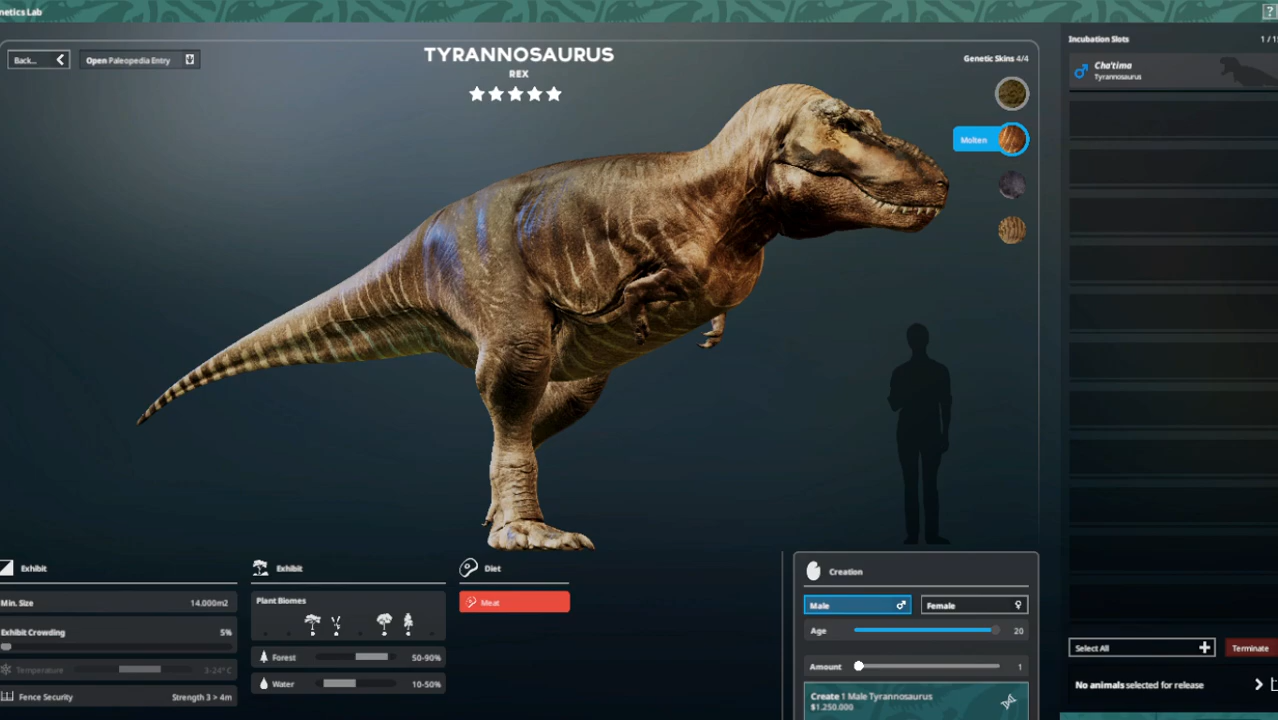 netics Lab
?
Back...
Open Paleopedia Entry
TYRANNOSAURUS
REX
Genetic Skins 4/4
Molten
Incubation Slots
1 / 1
Cha'tima
Tyrannosaurus
Exhibit
Min. Size 14.000m2
Exhibit Crowding 5%
Temperature 3-24°C
Fence Security Strength 3 > 4m
Exhibit
Plant Biomes
Forest 50-90%
Water 10-50%
Diet
Meat
Creation
Male
Female
Age 20
Amount 1
Create 1 Male Tyrannosaurus
$1.250.000
Select All
Terminate
No animals selected for release